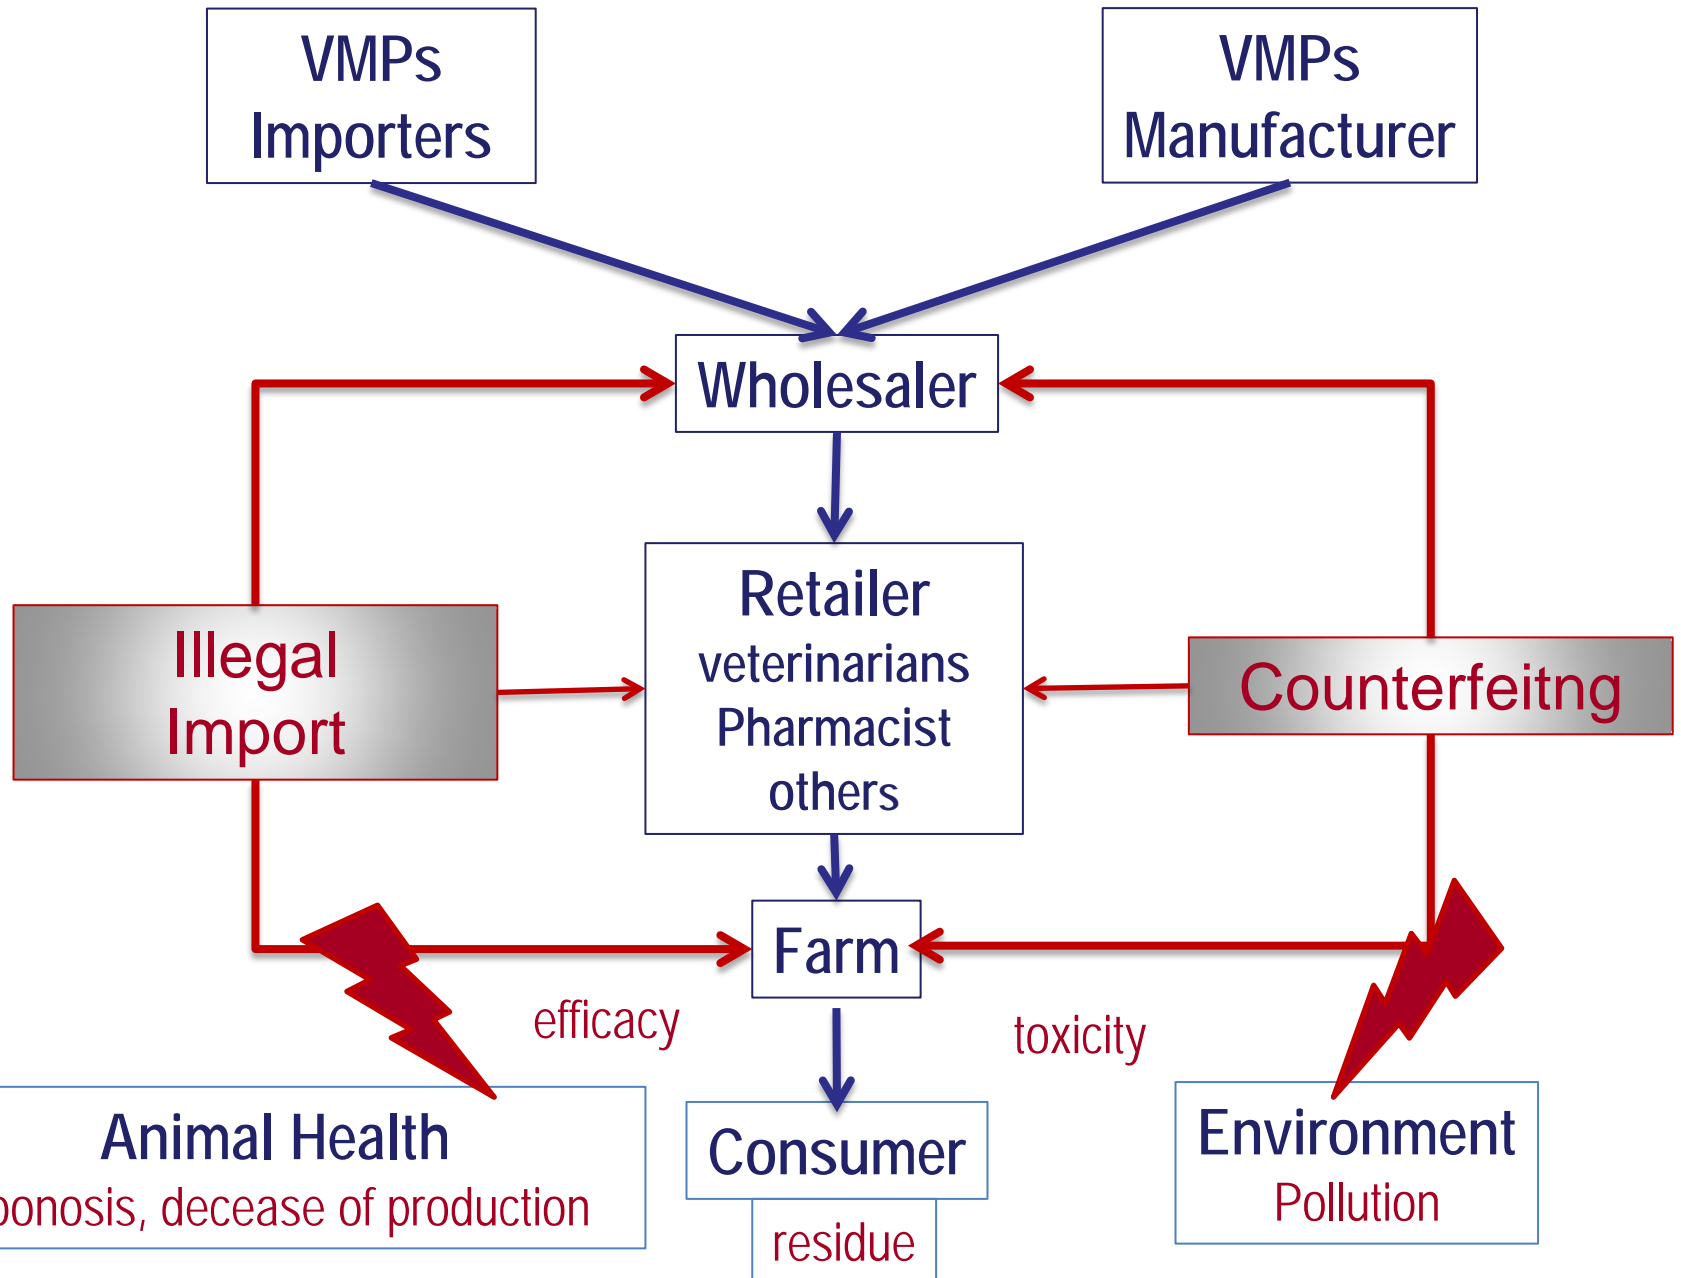 VMPs
Importers
VMPs
Manufacturer
Wholesaler
Retailer
veterinarians
Pharmacist
others
Illegal
Import
Counterfeitng
Farm
efficacy
toxicity
Animal Health
decease of production
Consumer
residue
Environment
Pollution